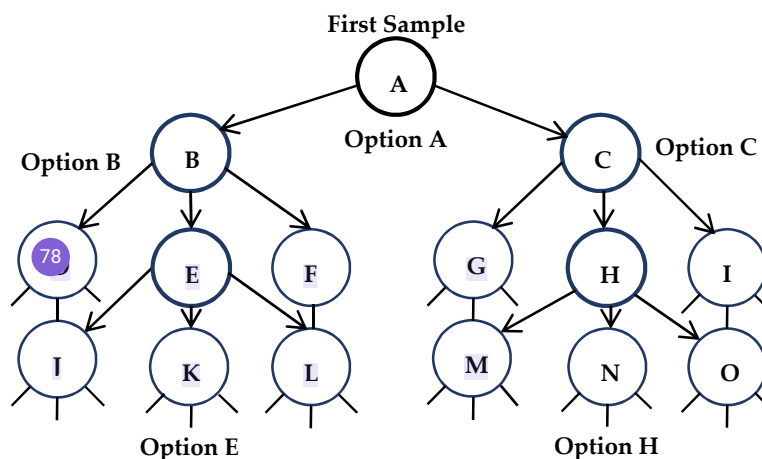 First Sample
A
Option A
Option B
B
C
Option C
78
E
F
G
H
I
J
K
L
M
N
O
Option E
Option H